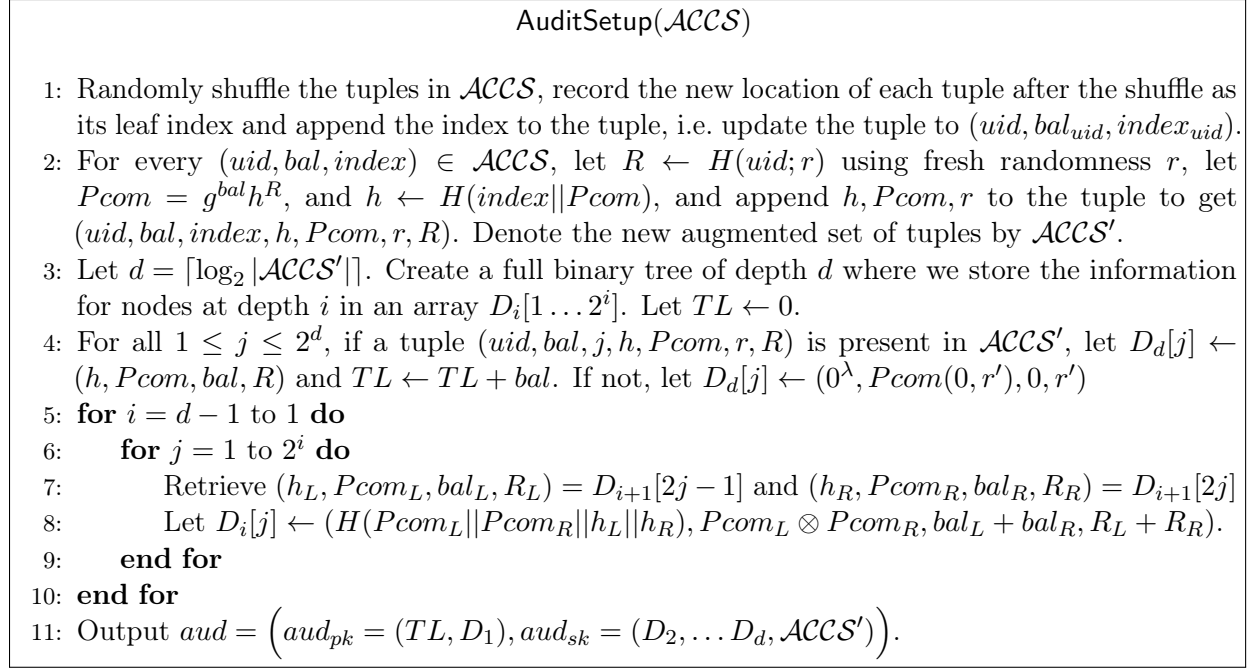 AuditSetup(𝒜𝒞𝒞𝒮)
1: Randomly shuffle the tuples in 𝒜𝒞𝒞𝒮, record the new location of each tuple after the shuffle as
its leaf index and append the index to the tuple, i.e. update the tuple to (uid, bal_{uid}, index_{uid}).
2: For every (uid, bal, index) ∈ 𝒜𝒞𝒞𝒮, let R ← H(uid; r) using fresh randomness r, let
Pcom = g^{bal}h^{R}, and h ← H(index||Pcom), and append h, Pcom, r to the tuple to get
(uid, bal, index, h, Pcom, r, R). Denote the new augmented set of tuples by 𝒜𝒞𝒞𝒮′.
3: Let d = ⌈log₂ |𝒜𝒞𝒞𝒮′|⌉. Create a full binary tree of depth d where we store the information
for nodes at depth i in an array D_i[1 … 2^i]. Let TL ← 0.
4: For all 1 ≤ j ≤ 2^d, if a tuple (uid, bal, j, h, Pcom, r, R) is present in 𝒜𝒞𝒞𝒮′, let D_d[j] ←
(h, Pcom, bal, R) and TL ← TL + bal. If not, let D_d[j] ← (0^λ, Pcom(0, r′), 0, r′)
5: for i = d − 1 to 1 do
6: for j = 1 to 2^i do
7: Retrieve (h_L, Pcom_L, bal_L, R_L) = D_{i+1}[2j − 1] and (h_R, Pcom_R, bal_R, R_R) = D_{i+1}[2j]
8: Let D_i[j] ← (H(Pcom_L||Pcom_R||h_L||h_R), Pcom_L ⊗ Pcom_R, bal_L + bal_R, R_L + R_R).
9: end for
10: end for
11: Output aud = (aud_{pk} = (TL, D_1), aud_{sk} = (D_2, … D_d, 𝒜𝒞𝒞𝒮′)).